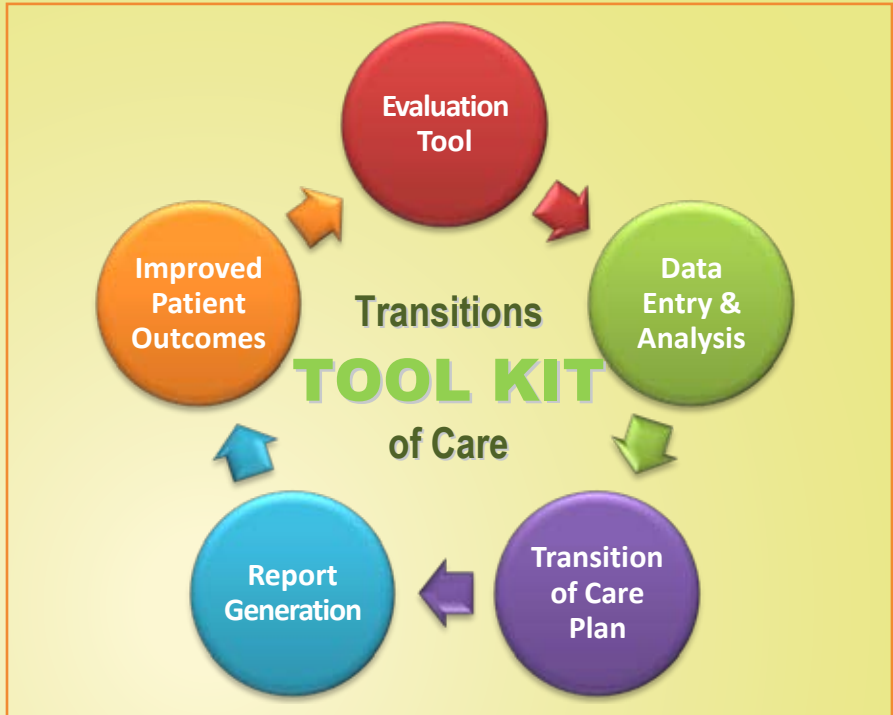 Evaluation
Tool
Data
Entry &
Analysis
Transition
of Care
Plan
Report
Generation
Improved
Patient
Outcomes
Transitions
TOOL KIT
of Care